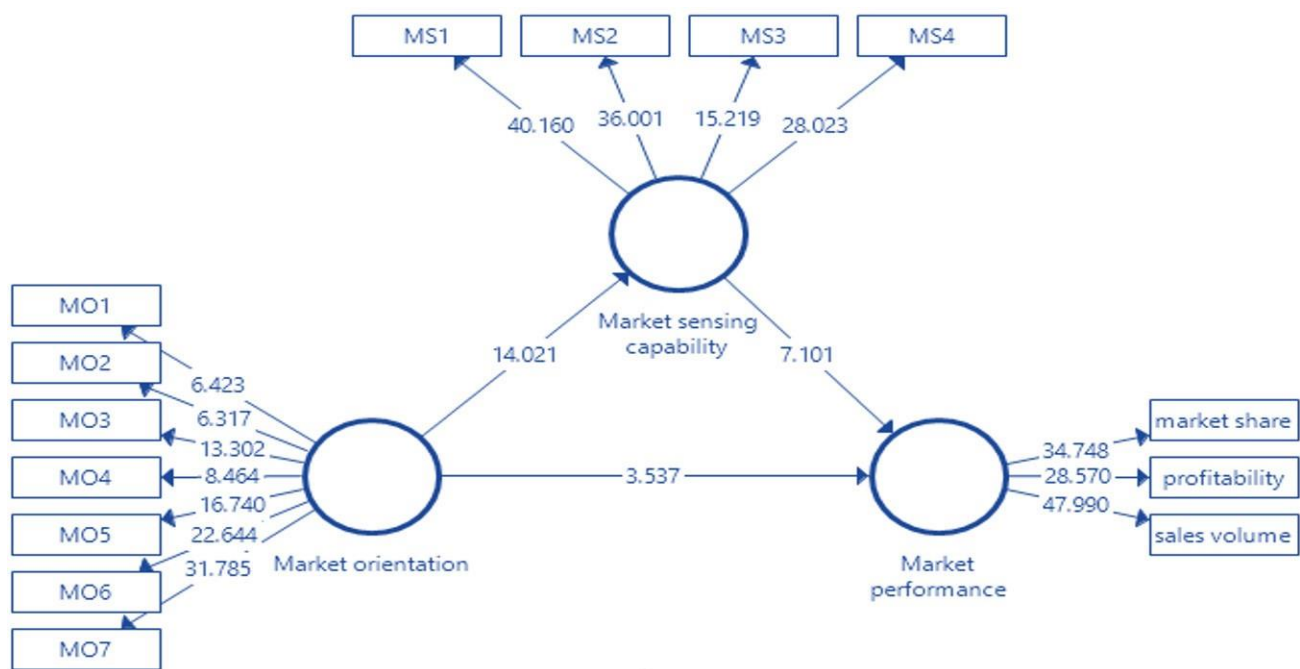 MS1
MS2
MS3
MS4
40.160
36.001
15.219
28.023
Market sensing
capability
MO1
MO2
MO3
MO4
MO5
MO6
MO7
6.423
6.317
13.302
8.464
16.740
22.644
31.785
Market orientation
14.021
7.101
3.537
Market
performance
34.748
28.570
47.990
market share
profitability
sales volume